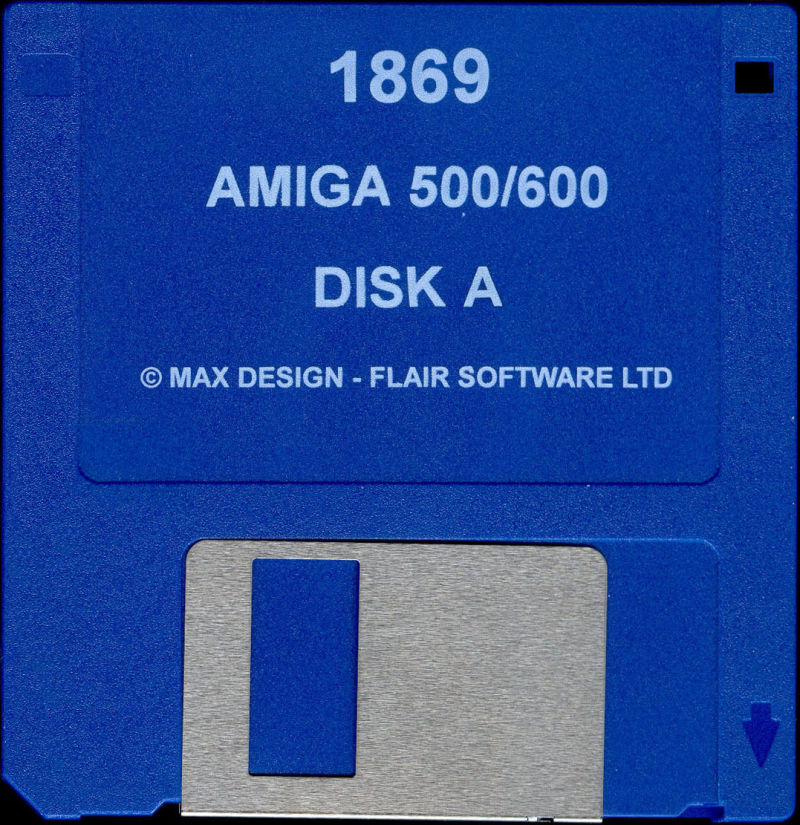 1869
AMIGA 500/600
DISK A
© MAX DESIGN - FLAIR SOFTWARE LTD